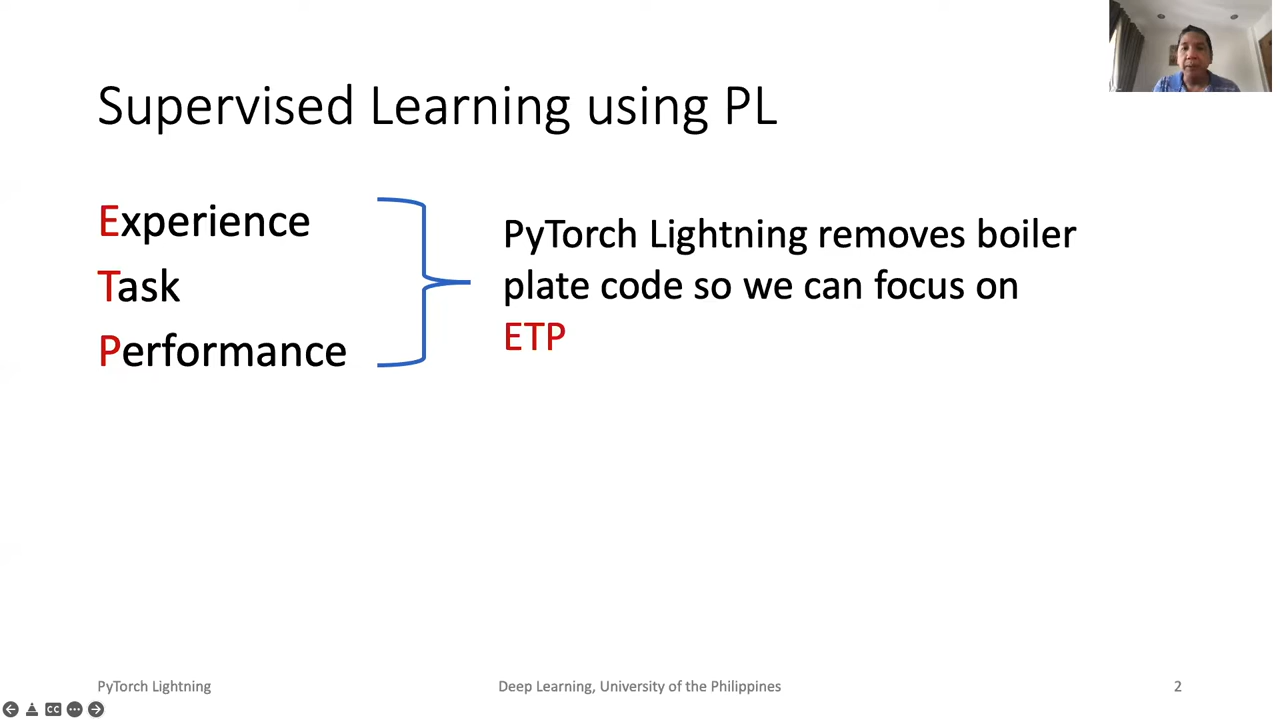 Supervised Learning using PL
Experience
Task
Performance
PyTorch Lightning removes boiler
plate code so we can focus on
ETP
PyTorch Lightning
Deep Learning, University of the Philippines
2
CC